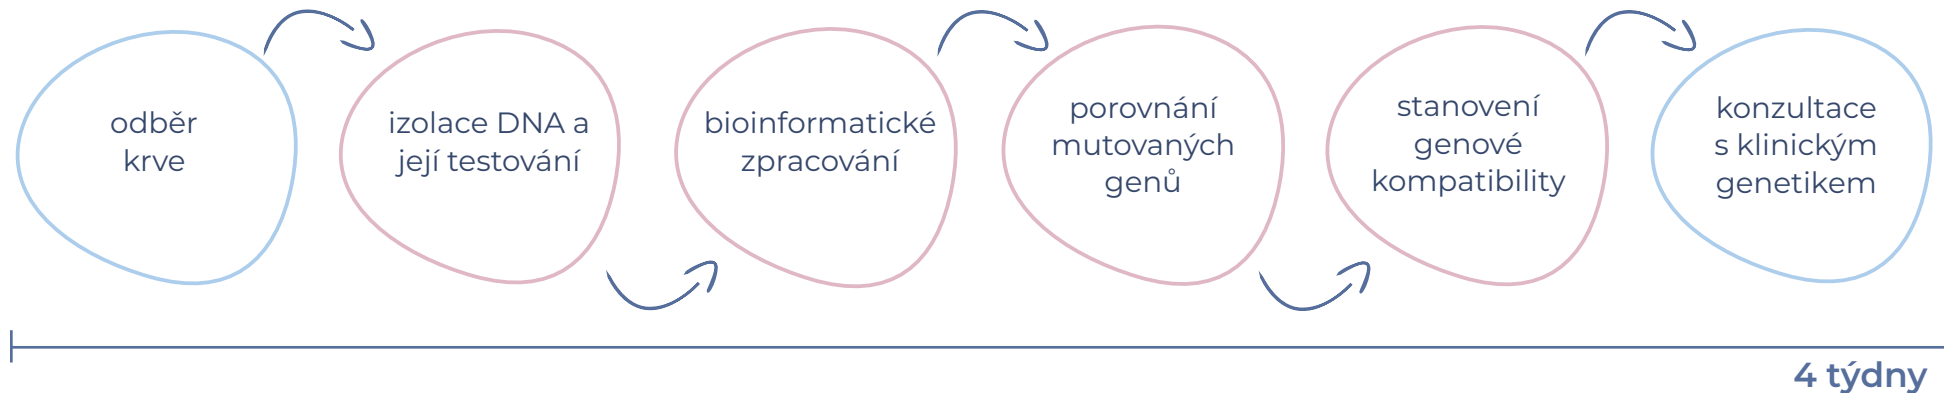 odběr
krve
izolace DNA a
její testování
bioinformatické
zpracování
porovnání
mutovaných
genů
stanovení
genové
kompatibility
konzultace
s klinickým
genetikem
4 týdny